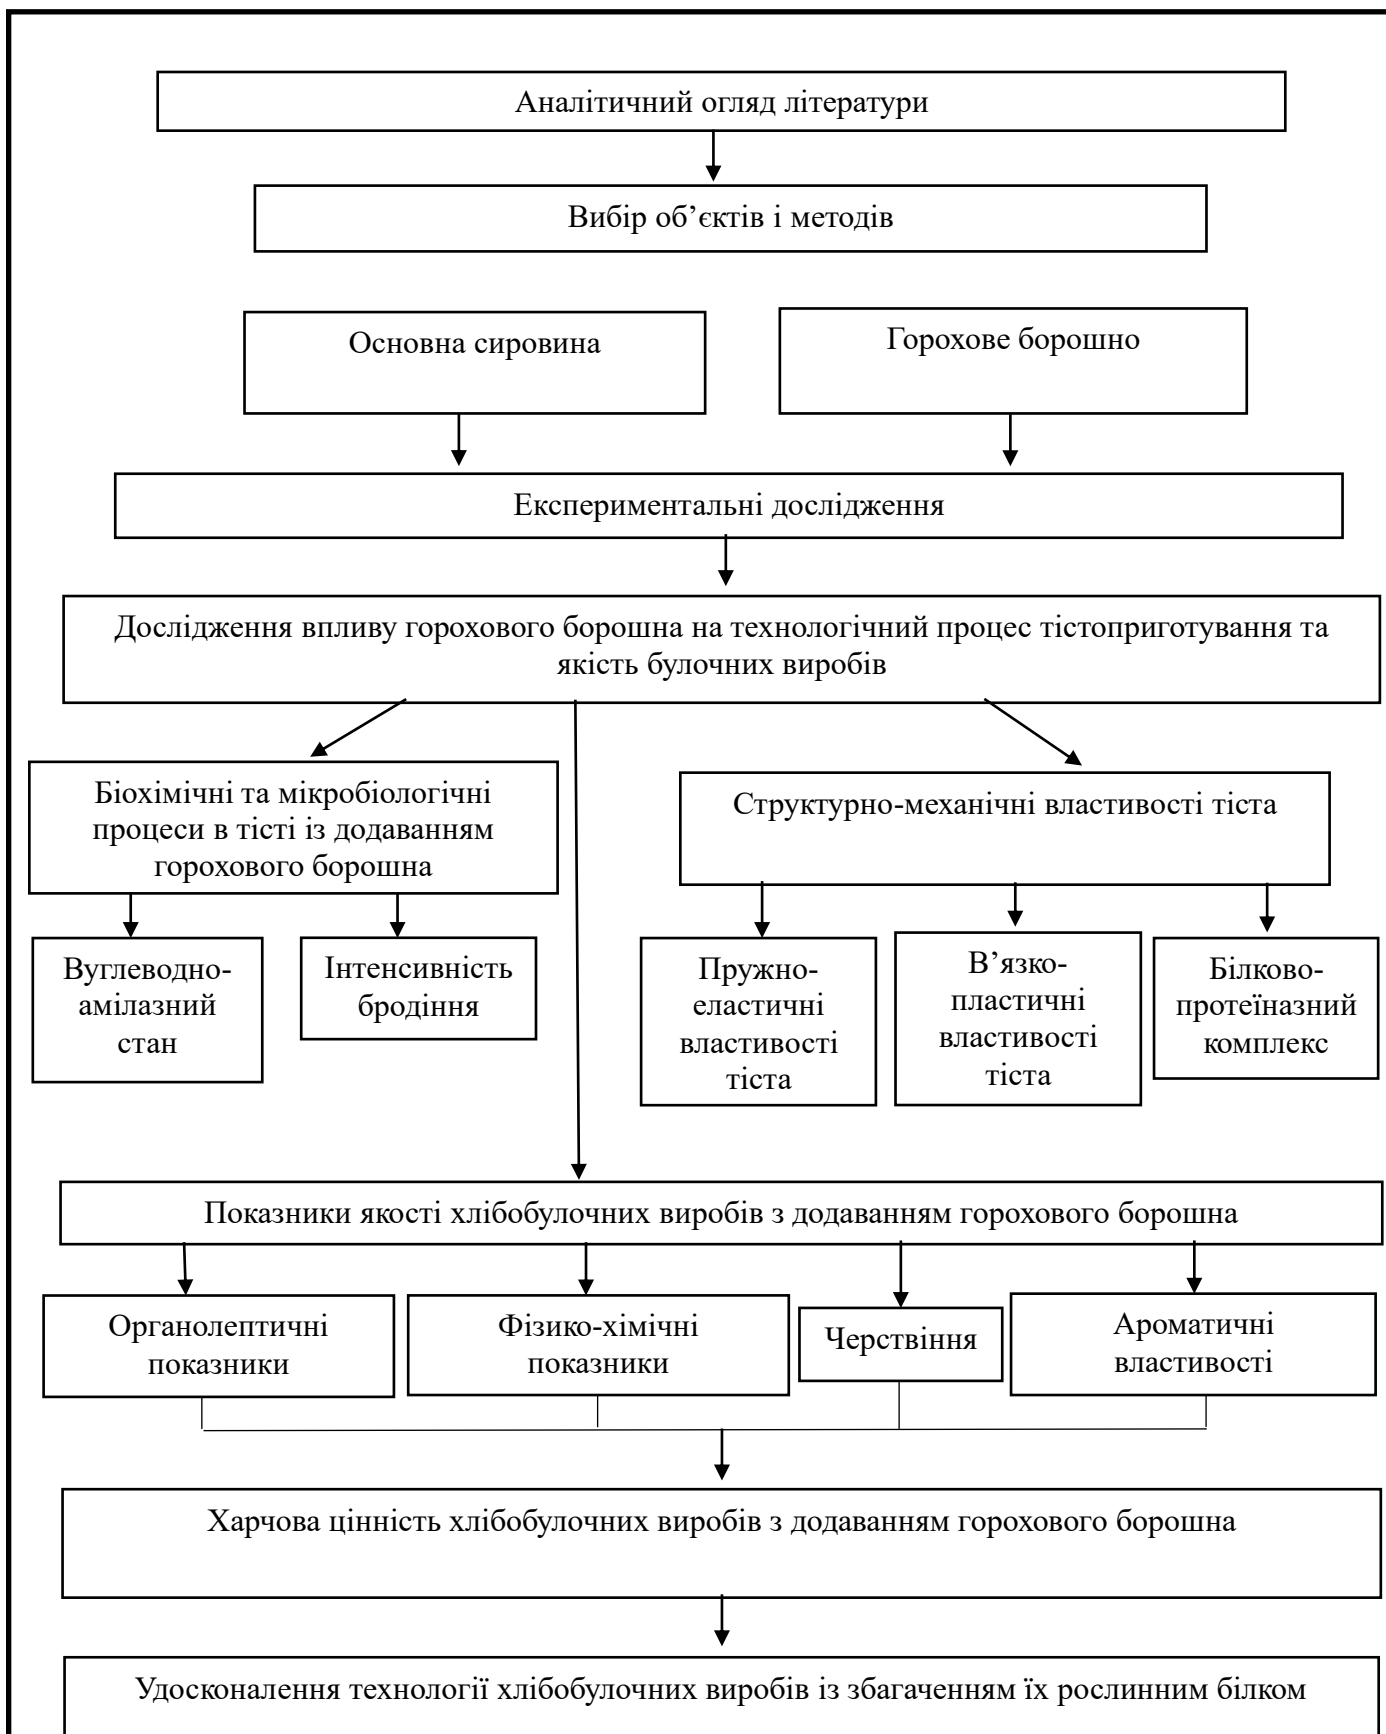 Аналітичний огляд літератури
Вибір об’єктів і методів
Основна сировина
Горохове борошно
Експериментальні дослідження
Дослідження впливу горохового борошна на технологічний процес тістоприготування та
якість булочних виробів
Біохімічні та мікробіологічні
процеси в тісті із додаванням
горохового борошна
Структурно-механічні властивості тіста
Вуглеводно-
амілазний
стан
Інтенсивність
бродіння
Пружно-
еластичні
властивості
тіста
В’язко-
пластичні
властивості
тіста
Білково-
протеїназний
комплекс
Показники якості хлібобулочних виробів з додаванням горохового борошна
Органолептичні
показники
Фізико-хімічні
показники
Черствіння
Ароматичні
властивості
Харчова цінність хлібобулочних виробів з додаванням горохового борошна
Удосконалення технології хлібобулочних виробів із збагаченням їх рослинним білком